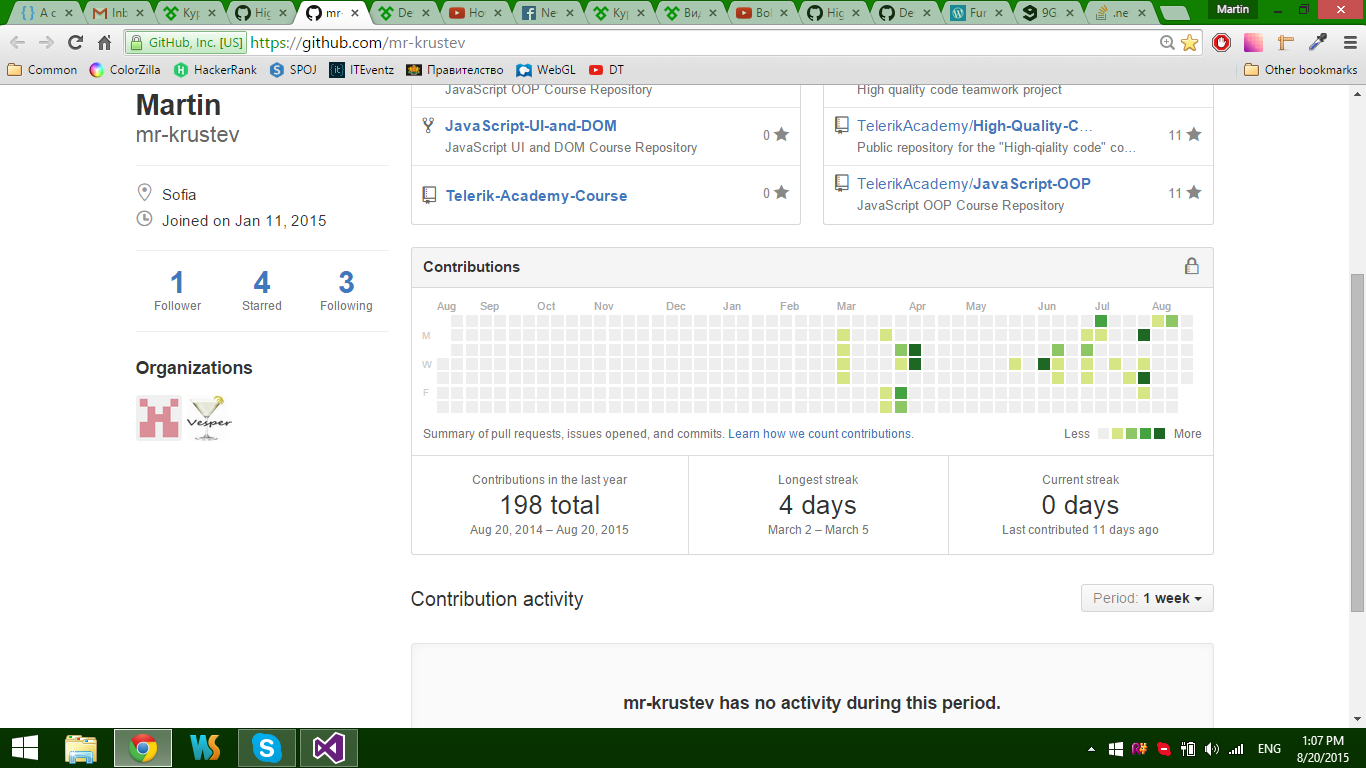 A c
Inb
Кур
Hig
mr-
De
Ho
Ne
Кур
Ви
Bo
Hig
De
Fur
9G
.ne
Martin
GitHub, Inc. [US] https://github.com/mr-krustev
Common ColorZilla HackerRank SPOJ ITEventz Правителство WebGL DT Other bookmarks
Martin
mr-krustev
Sofia
Joined on Jan 11, 2015
1 4 3
Follower Starred Following
Organizations
Vesper
JavaScript OOP Course Repository
JavaScript-UI-and-DOM
JavaScript UI and DOM Course Repository
0
Telerik-Academy-Course
0
High quality code teamwork project
TelerikAcademy/High-Quality-C…
Public repository for the "High-qiality code" co…
11
TelerikAcademy/JavaScript-OOP
JavaScript OOP Course Repository
11
Contributions
Aug Sep Oct Nov Dec Jan Feb Mar Apr May Jun Jul Aug
M
W
F
Summary of pull requests, issues opened, and commits. Learn how we count contributions.
Less More
Contributions in the last year
198 total
Aug 20, 2014 – Aug 20, 2015
Longest streak
4 days
March 2 – March 5
Current streak
0 days
Last contributed 11 days ago
Contribution activity
Period: 1 week
mr-krustev has no activity during this period.
ENG
1:07 PM
8/20/2015